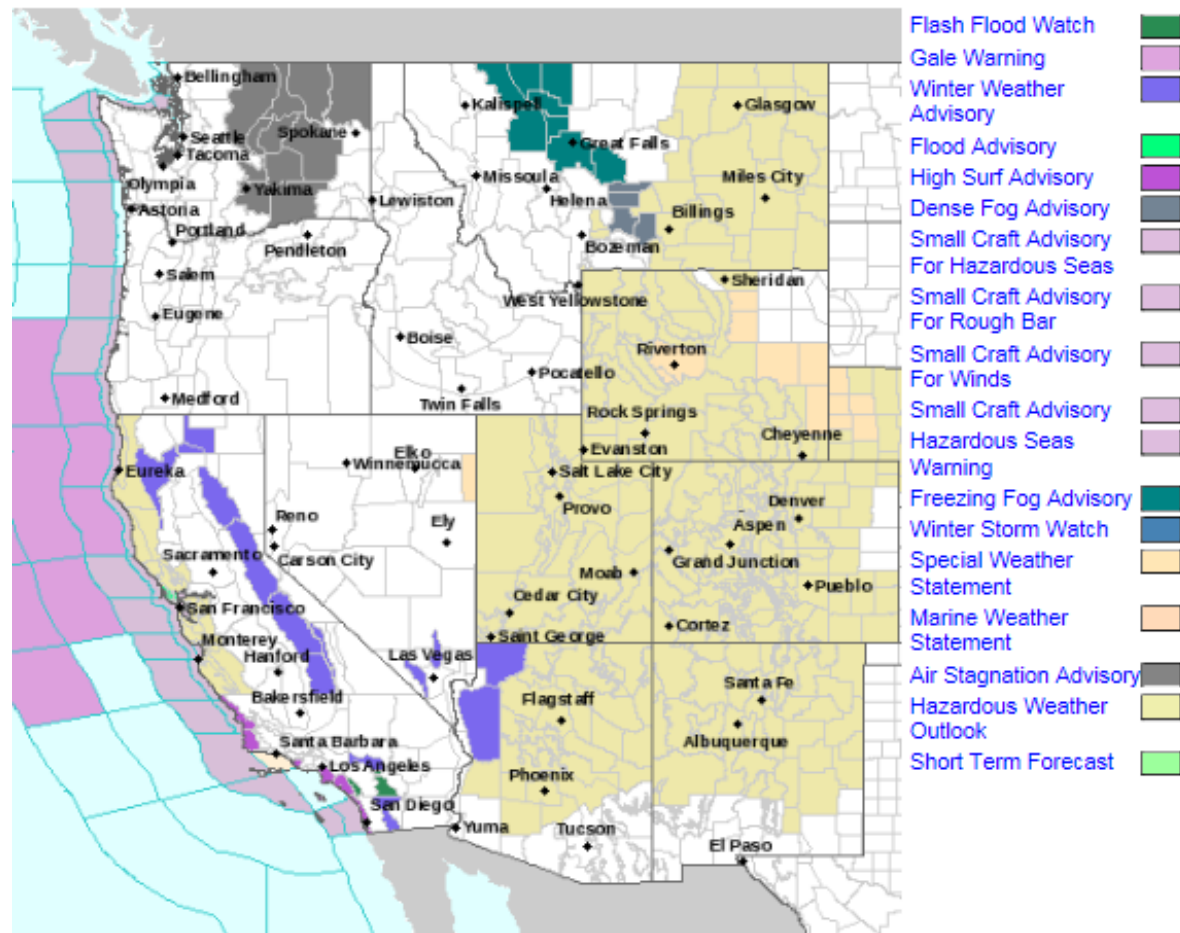 Bellingham
Seattle
Spokane
Tacoma
Olympia
Yakima
Astoria
Portland
Pendleton
Lewiston
Salem
Eugene
Medford
Kalispell
Glasgow
Great Falls
Missoula
Miles City
Helena
Billings
Bozeman
West Yellowstone
Sheridan
Boise
Riverton
Pocatello
Twin Falls
Rock Springs
Cheyenne
Evanston
Eureka
Elko
Winnemucca
Salt Lake City
Provo
Denver
Reno
Ely
Aspen
Sacramento
Carson City
Grand Junction
Moab
Pueblo
San Francisco
Cedar City
Cortez
Monterey
Saint George
Hanford
Las Vegas
Bakersfield
Flagstaff
Santa Fe
Albuquerque
Santa Barbara
Los Angeles
Phoenix
San Diego
Yuma
Tucson
El Paso
Flash Flood Watch
Gale Warning
Winter Weather
Advisory
Flood Advisory
High Surf Advisory
Dense Fog Advisory
Small Craft Advisory
For Hazardous Seas
Small Craft Advisory
For Rough Bar
Small Craft Advisory
For Winds
Small Craft Advisory
Hazardous Seas
Warning
Freezing Fog Advisory
Winter Storm Watch
Special Weather
Statement
Marine Weather
Statement
Air Stagnation Advisory
Hazardous Weather
Outlook
Short Term Forecast